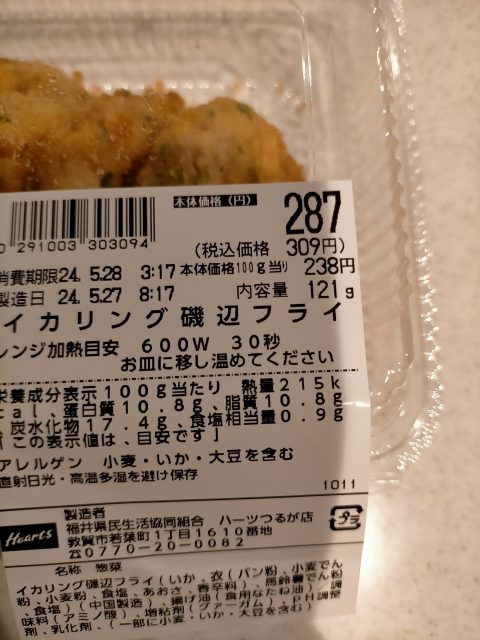 本体価格(円) 287
0 291003 303094
(税込価格 309円)
消費期限24. 5.28 3:17 本体価格100g当り 238円
製造日 24. 5.27 8:17 内容量 121g
イカリング磯辺フライ
レンジ加熱目安 600W 30秒
お皿に移し温めてください
栄養成分表示100g当たり 熱量215k
cal、蛋白質10.8g、脂質10.8g
、炭水化物17.4g、食塩相当量0.9g
「この表示値は、目安です」
アレルゲン 小麦・いか・大豆を含む
直射日光・高温多湿を避け保存
1011
製造者
福井県民生活協同組合 ハーツつるが店
敦賀市若葉町1丁目1610番地
☎0770-20-0082
Hearts
プラ
名称 惣菜
イカリング磯辺フライ(いか、衣(パン粉、小麦でん
粉、小麦粉、食塩、あおさ、香辛料)、馬鈴薯でん粉
、食塩)(中国製造)、揚げ油(食用なたね油)、調
味料(アミノ酸)、増粘剤(グァーガム)、PH調整
剤、乳化剤、(一部に小麦・いか・大豆を含む)